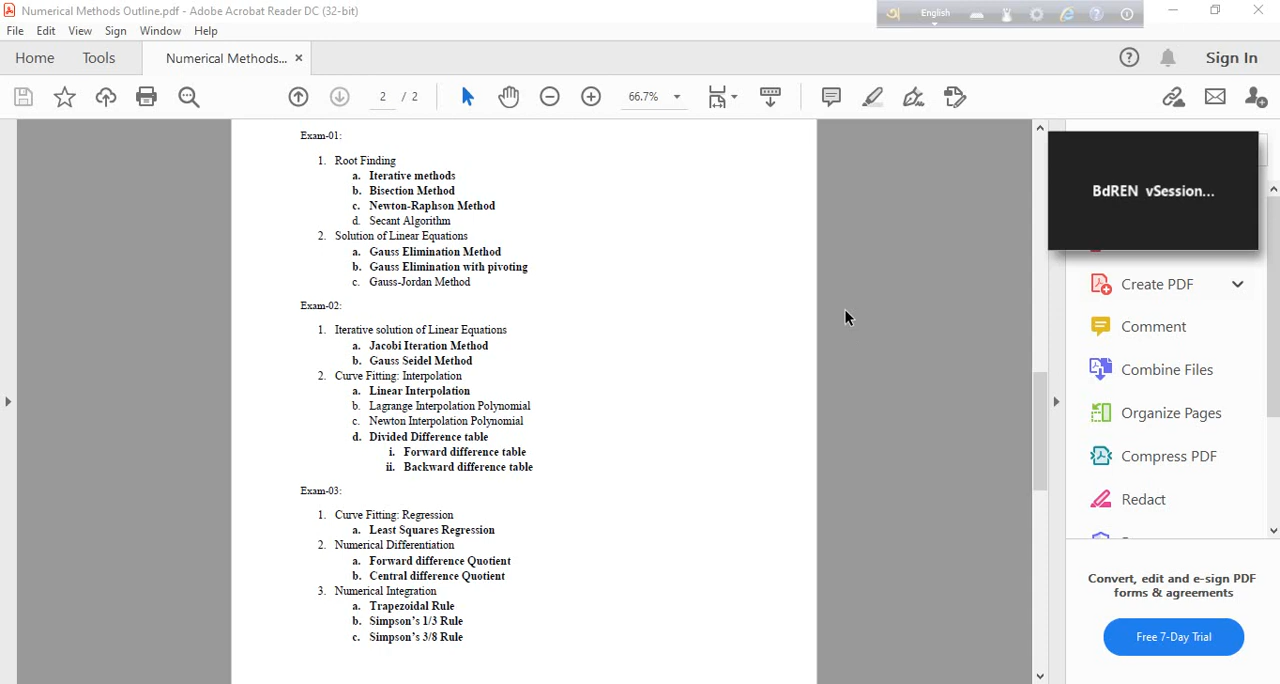 Numerical Methods Outline.pdf - Adobe Acrobat Reader DC (32-bit)
English
File Edit View Sign Window Help
Home Tools Numerical Methods... × Sign In
2 / 2 66.7%
Exam-01:
1. Root Finding
a. Iterative methods
b. Bisection Method
c. Newton-Raphson Method
d. Secant Algorithm
2. Solution of Linear Equations
a. Gauss Elimination Method
b. Gauss Elimination with pivoting
c. Gauss-Jordan Method
Exam-02:
1. Iterative solution of Linear Equations
a. Jacobi Iteration Method
b. Gauss Seidel Method
2. Curve Fitting: Interpolation
a. Linear Interpolation
b. Lagrange Interpolation Polynomial
c. Newton Interpolation Polynomial
d. Divided Difference table
i. Forward difference table
ii. Backward difference table
Exam-03:
1. Curve Fitting: Regression
a. Least Squares Regression
2. Numerical Differentiation
a. Forward difference Quotient
b. Central difference Quotient
3. Numerical Integration
a. Trapezoidal Rule
b. Simpson's 1/3 Rule
c. Simpson's 3/8 Rule
BdREN vSession...
Create PDF
Comment
Combine Files
Organize Pages
Compress PDF
Redact
Convert, edit and e-sign PDF
forms & agreements
Free 7-Day Trial